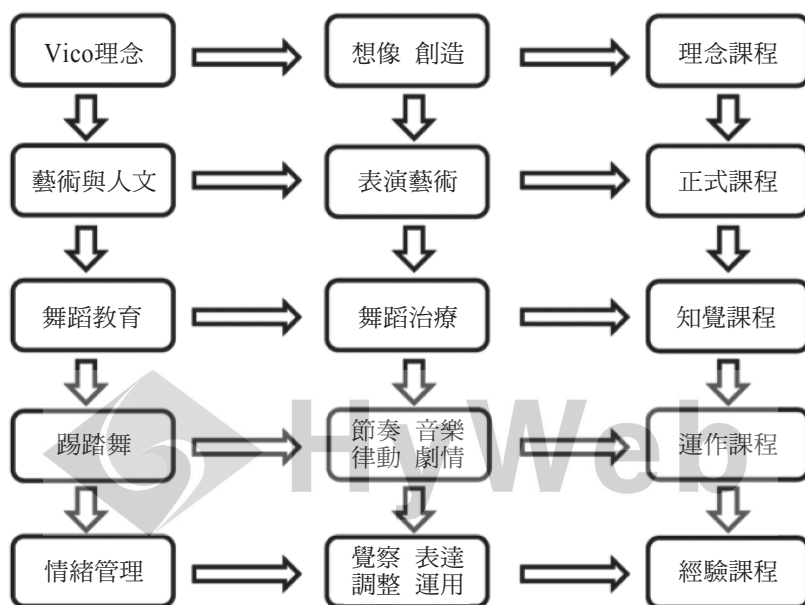 Vico理念
想像 創造
理念課程
藝術與人文
表演藝術
正式課程
舞蹈教育
舞蹈治療
知覺課程
踢踏舞
節奏 音樂
律動 劇情
運作課程
情緒管理
覺察 表達
調整 運用
經驗課程
HyWeb